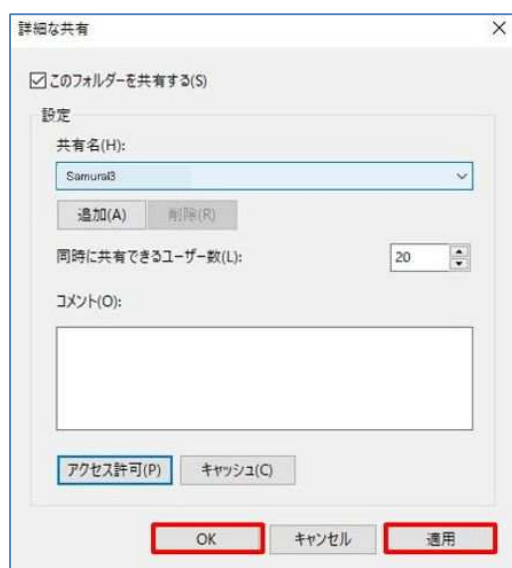 詳細な共有
このフォルダーを共有する(S)
設定
共有名(H):
Samurai3
追加(A) 削除(R)
同時に共有できるユーザー数(L): 20
コメント(O):
アクセス許可(P) キャッシュ(C)
OK キャンセル 適用